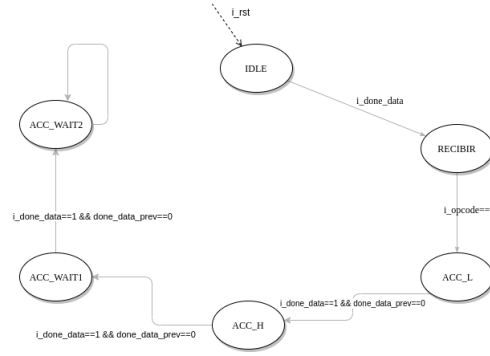 i_rst
IDLE
i_done_data
ACC_WAIT2
RECIBIR
i_opcode==
i_done_data==1 && done_data_prev==0
ACC_WAIT1
ACC_L
i_done_data==1 && done_data_prev==0
ACC_H
i_done_data==1 && done_data_prev==0